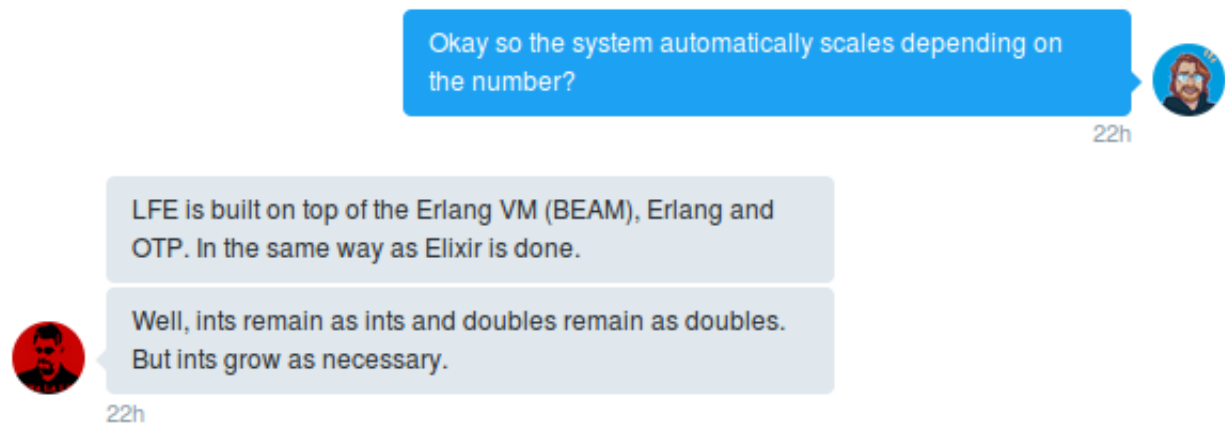 Okay so the system automatically scales depending on
the number?
22h
LFE is built on top of the Erlang VM (BEAM), Erlang and
OTP. In the same way as Elixir is done.
Well, ints remain as ints and doubles remain as doubles.
But ints grow as necessary.
22h